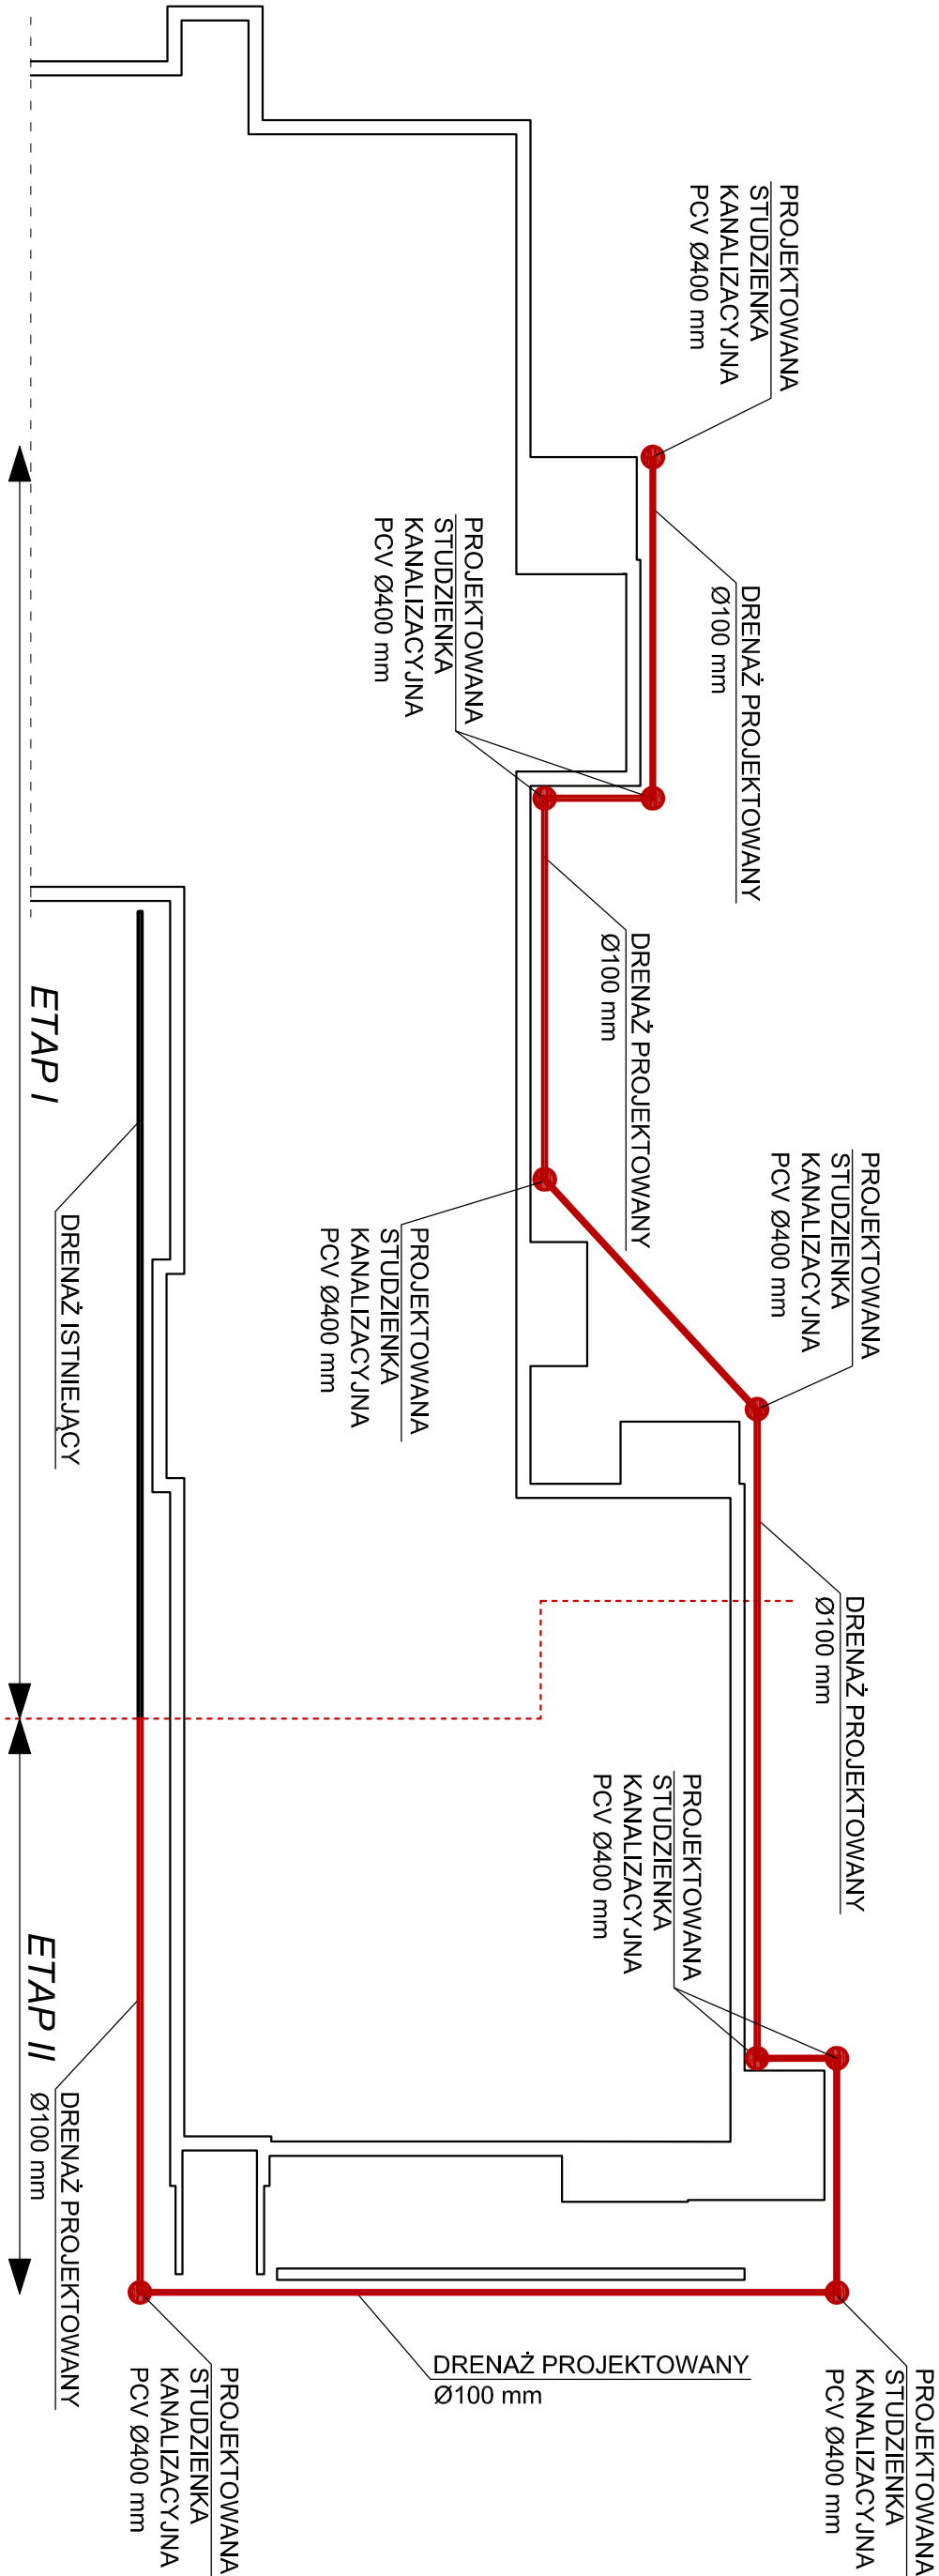 PROJEKTOWANA
STUDZIENKA
KANALIZACYJNA
PCV Ø400 mm
DRENAŻ PROJEKTOWANY
Ø100 mm
PROJEKTOWANA
STUDZIENKA
KANALIZACYJNA
PCV Ø400 mm
DRENAŻ PROJEKTOWANY
Ø100 mm
PROJEKTOWANA
STUDZIENKA
KANALIZACYJNA
PCV Ø400 mm
PROJEKTOWANA
STUDZIENKA
KANALIZACYJNA
PCV Ø400 mm
ETAP I
DRENAŻ ISTNIEJĄCY
DRENAŻ PROJEKTOWANY
Ø100 mm
PROJEKTOWANA
STUDZIENKA
KANALIZACYJNA
PCV Ø400 mm
ETAP II
DRENAŻ PROJEKTOWANY
Ø100 mm
DRENAŻ PROJEKTOWANY
Ø100 mm
PROJEKTOWANA
STUDZIENKA
KANALIZACYJNA
PCV Ø400 mm
PROJEKTOWANA
STUDZIENKA
KANALIZACYJNA
PCV Ø400 mm